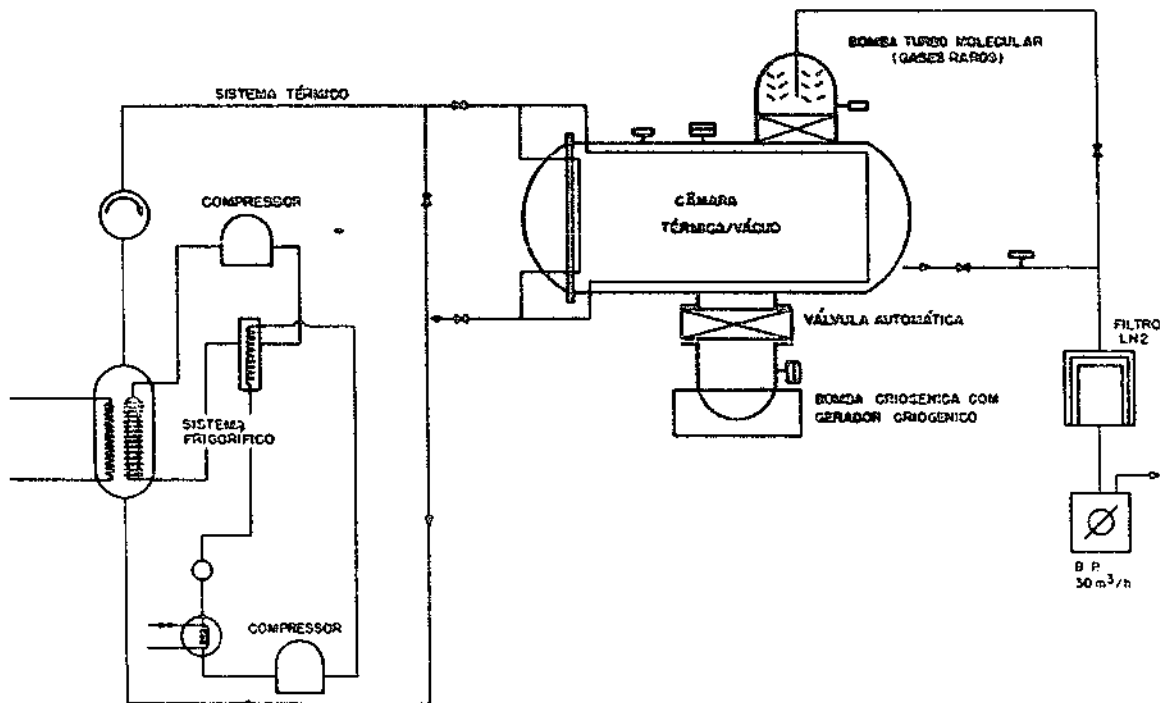 BOMBA TURBO MOLECULAR
(GASES RAROS)
SISTEMA TÉRMICO
COMPRESSOR
CÂMARA
TÉRMICA/VÁCUO
VÁLVULA AUTOMÁTICA
FILTRO
LN2
BOMBA CRIOGENICA COM
GERADOR CRIOGENICO
SISTEMA
FRIGORÍFICO
B P.
30 m³/h
COMPRESSOR